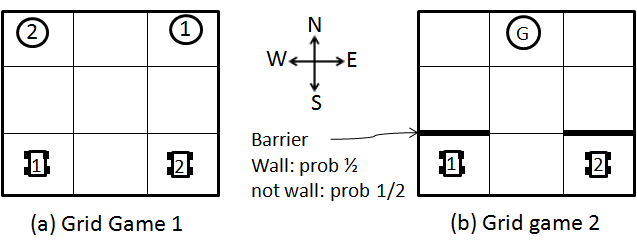 2
1
1
2
(a) Grid Game 1
N
W
E
S
Barrier
Wall: prob ½
not wall: prob 1/2
G
1
2
(b) Grid game 2